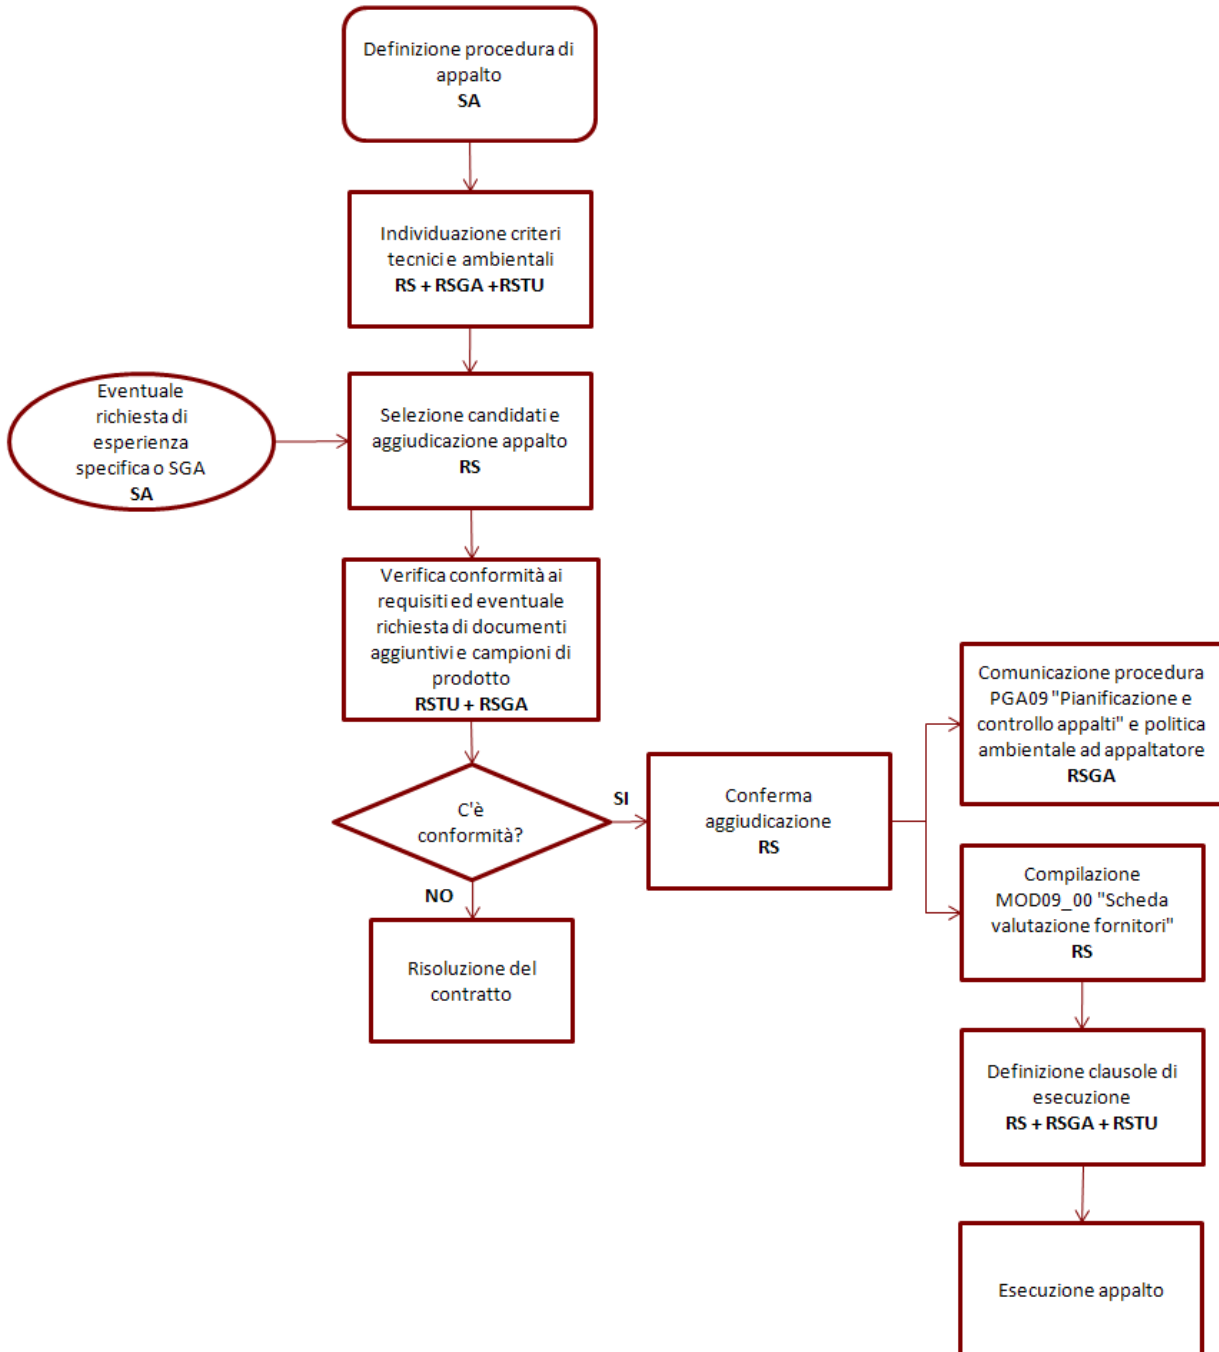 Definizione procedura di
appalto
SA
Individuazione criteri
tecnici e ambientali
RS + RSGA +RSTU
Eventuale
richiesta di
esperienza
specifica o SGA
SA
Selezione candidati e
aggiudicazione appalto
RS
Verifica conformità ai
requisiti ed eventuale
richiesta di documenti
aggiuntivi e campioni di
prodotto
RSTU + RSGA
C'è
conformità?
SI
NO
Risoluzione del
contratto
Conferma
aggiudicazione
RS
Comunicazione procedura
PGA09 "Pianificazione e
controllo appalti" e politica
ambientale ad appaltatore
RSGA
Compilazione
MOD09_00 "Scheda
valutazione fornitori"
RS
Definizione clausole di
esecuzione
RS + RSGA + RSTU
Esecuzione appalto